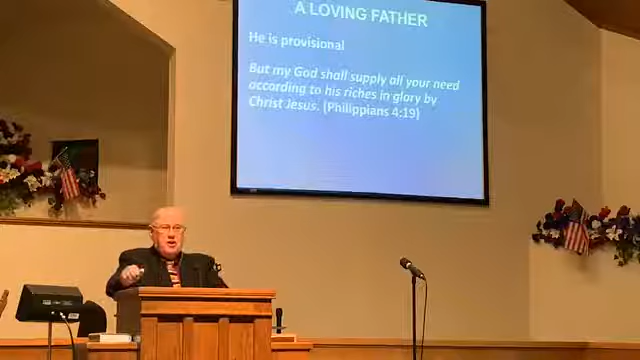 A LOVING FATHER
He is provisional
But my God shall supply all your need
according to his riches in glory by
Christ Jesus. (Philippians 4:19)